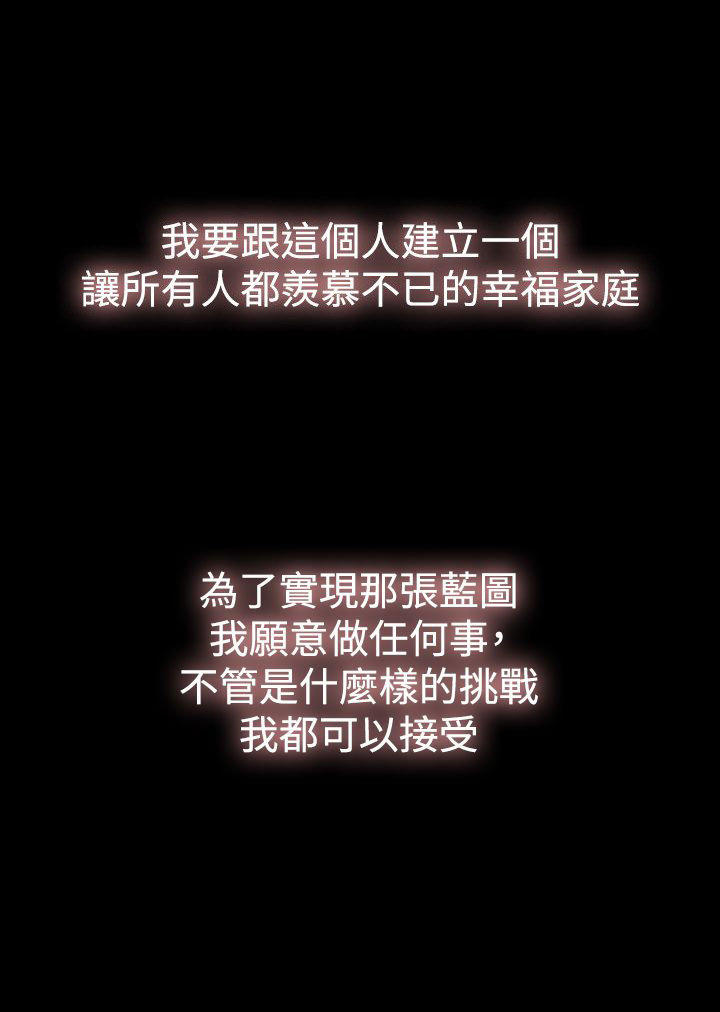 我要跟這個人建立一個
讓所有人都羨慕不已的幸福家庭
為了實現那張藍圖
我願意做任何事，
不管是什麼樣的挑戰
我都可以接受